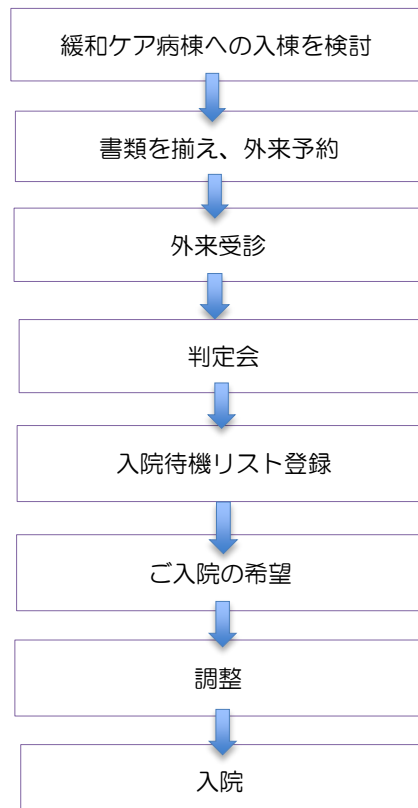 緩和ケア病棟への入棟を検討
書類を揃え、外来予約
外来受診
判定会
入院待機リスト登録
ご入院の希望
調整
入院